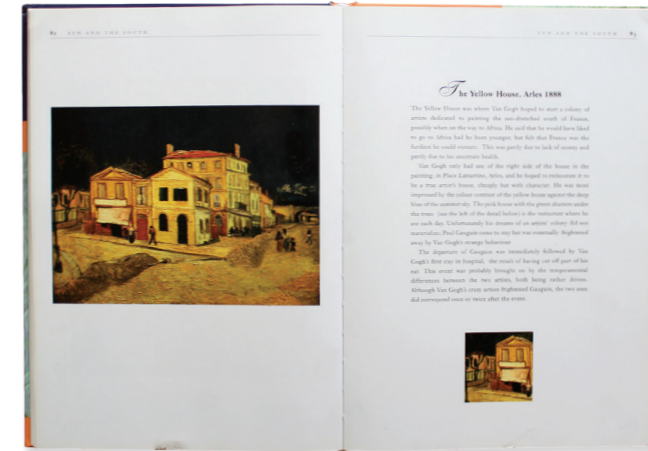 82 SUN AND THE SOUTH
SUN AND THE SOUTH 83
The Yellow House, Arles 1888
The Yellow House was where Van Gogh hoped to start a colony of
artists dedicated to painting the sun-drenched south of France,
possibly when on the way to Africa. He said that he would have liked
to go to Africa had he been younger, but felt that France was the
furthest he could venture. This was partly due to lack of money and
partly due to his uncertain health.
Van Gogh only had use of the right side of the house in the
painting, in Place Lamartine, Arles, and he hoped to reincarnate it to
be a true artist's house, cheaply but with character. He was most
impressed by the colour contrast of the yellow house against the deep
blue of the summer sky. The pink house with the green shutters under
the trees (see the left of the detail below) is the restaurant where he
ate each day. Unfortunately his dreams of an artists' colony did not
materialize. Paul Gauguin came to stay but was eventually frightened
away by Van Gogh's strange behaviour.
The departure of Gauguin was immediately followed by Van
Gogh's first stay in hospital, the result of having cut off part of his
ear. This event was probably brought on by the temperamental
differences between the two artists, both being rather driven.
Although Van Gogh's crazy actions frightened Gauguin, the two men
did correspond once or twice after the event.